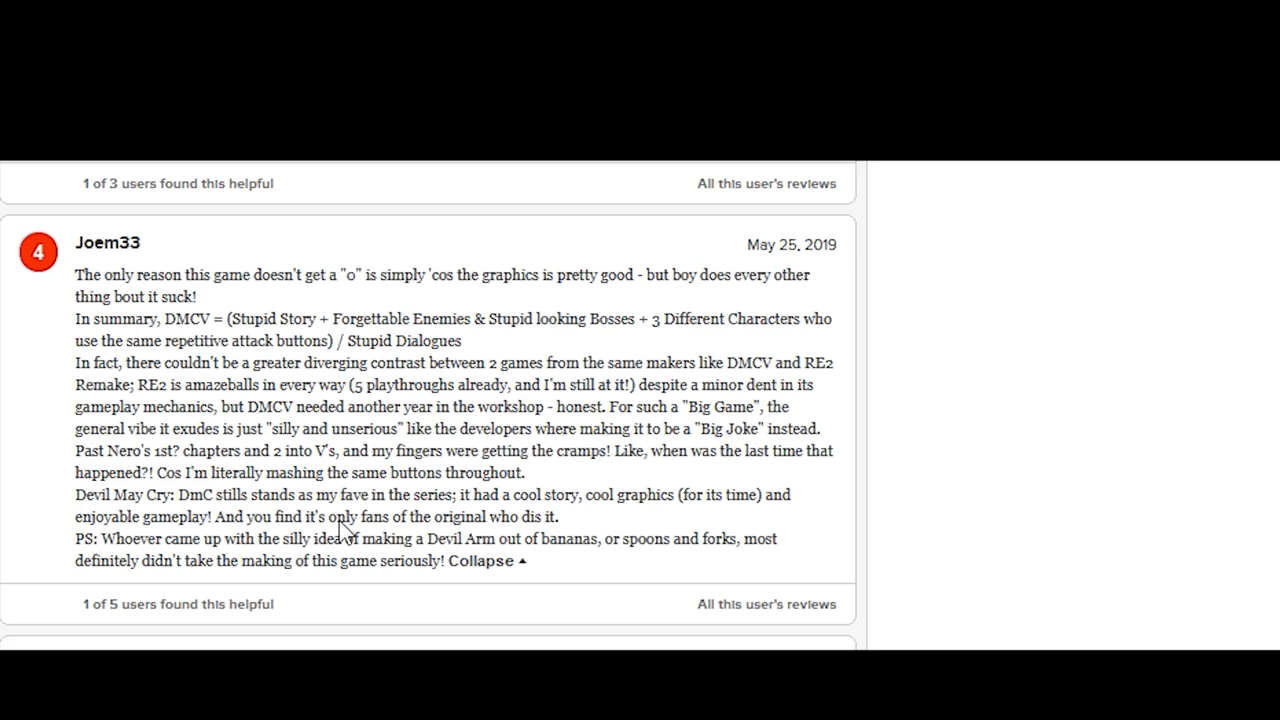 1 of 3 users found this helpful
All this user's reviews
4
Joem33
May 25, 2019
The only reason this game doesn't get a "0" is simply 'cos the graphics is pretty good - but boy does every other
thing bout it suck!
In summary, DMCV = (Stupid Story + Forgettable Enemies & Stupid looking Bosses + 3 Different Characters who
use the same repetitive attack buttons) / Stupid Dialogues
In fact, there couldn't be a greater diverging contrast between 2 games from the same makers like DMCV and RE2
Remake; RE2 is amazeballs in every way (5 playthroughs already, and I'm still at it!) despite a minor dent in its
gameplay mechanics, but DMCV needed another year in the workshop - honest. For such a "Big Game", the
general vibe it exudes is just "silly and unserious" like the developers where making it to be a "Big Joke" instead.
Past Nero's 1st? chapters and 2 into V's, and my fingers were getting the cramps! Like, when was the last time that
happened?! Cos I'm literally mashing the same buttons throughout.
Devil May Cry: DmC stills stands as my fave in the series; it had a cool story, cool graphics (for its time) and
enjoyable gameplay! And you find it's only fans of the original who dis it.
PS: Whoever came up with the silly idea of making a Devil Arm out of bananas, or spoons and forks, most
definitely didn't take the making of this game seriously! Collapse ▲
1 of 5 users found this helpful
All this user's reviews